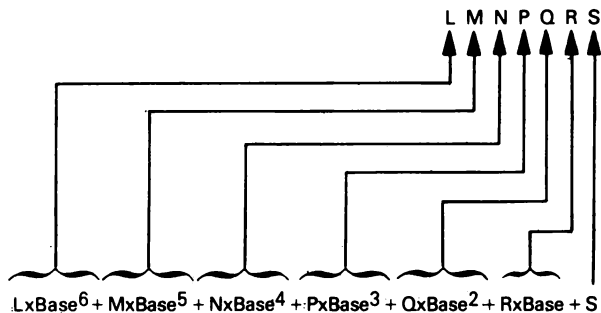 L M N P Q R S
LxBase⁶ + MxBase⁵ + NxBase⁴ + PxBase³ + QxBase² + RxBase + S